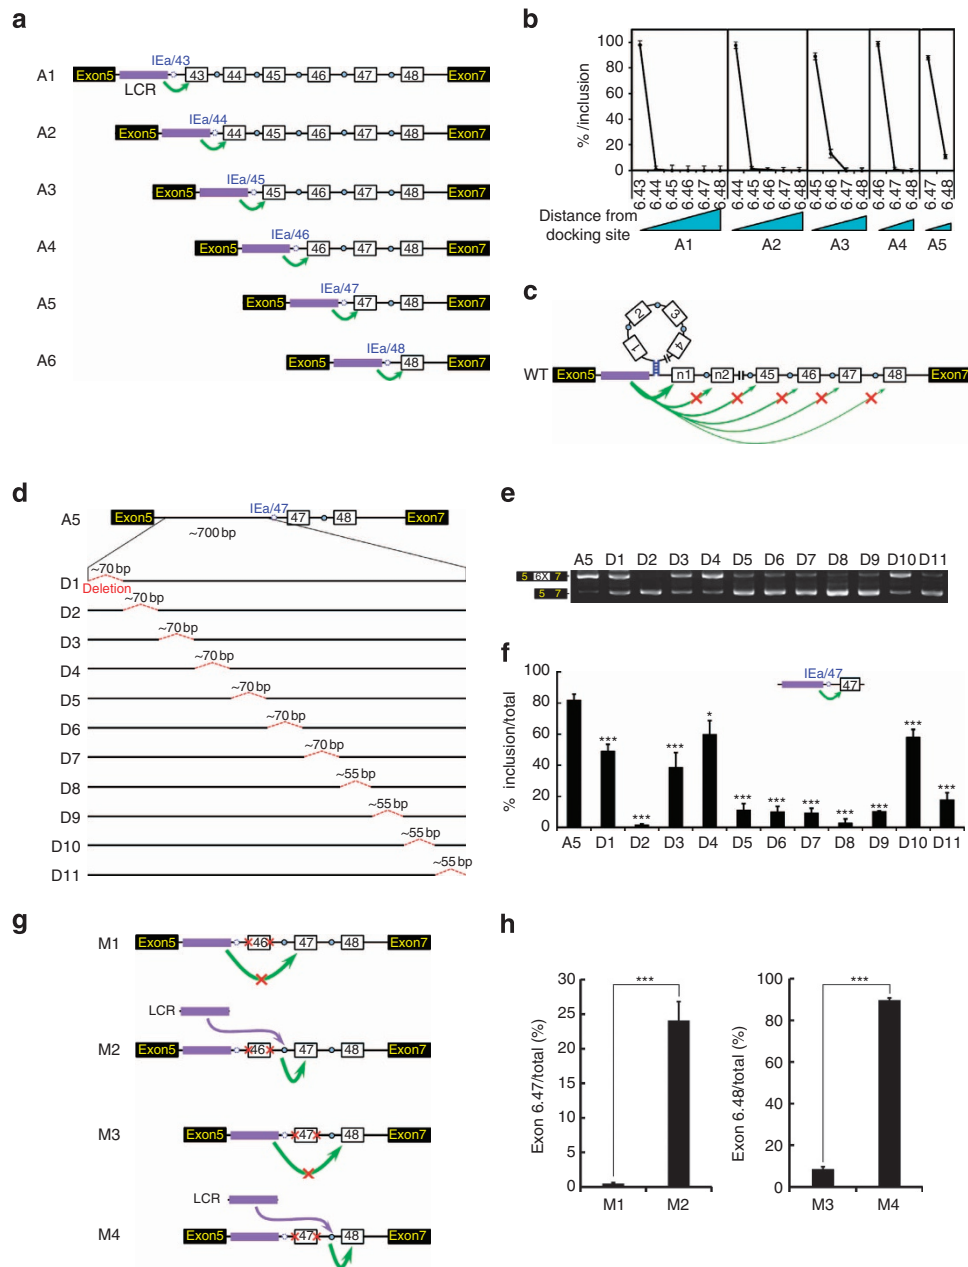 a
A1 Exon5 LCR IEa/43 43 44 45 46 47 48 Exon7
A2 Exon5 IEa/44 44 45 46 47 48 Exon7
A3 Exon5 IEa/45 45 46 47 48 Exon7
A4 Exon5 IEa/46 46 47 48 Exon7
A5 Exon5 IEa/47 47 48 Exon7
A6 Exon5 IEa/48 48 Exon7
b
% /inclusion
100
80
60
40
20
0
6.43 6.44 6.45 6.46 6.47 6.48 6.44 6.45 6.46 6.47 6.48 6.45 6.46 6.47 6.48 6.46 6.47 6.48 6.47 6.48
Distance from
docking site
A1 A2 A3 A4 A5
c
1 2 3 4
WT Exon5 n1 n2 45 46 47 48 Exon7
d
A5 Exon5 IEa/47 47 48 Exon7
~700 bp
D1 ~70 bp
Deletion
D2 ~70 bp
D3 ~70 bp
D4 ~70 bp
D5 ~70 bp
D6 ~70 bp
D7 ~70 bp
D8 ~55 bp
D9 ~55 bp
D10 ~55 bp
D11 ~55 bp
e
A5 D1 D2 D3 D4 D5 D6 D7 D8 D9 D10 D11
5 6X 7
5 7
f
% inclusion/total
100
80
60
40
20
0
IEa/47
47
*** *** *** * *** *** *** *** *** *** ***
A5 D1 D2 D3 D4 D5 D6 D7 D8 D9 D10 D11
g
M1 Exon5 46 47 48 Exon7
LCR
M2 Exon5 46 47 48 Exon7
M3 Exon5 47 48 Exon7
LCR
M4 Exon5 47 48 Exon7
h
Exon 6.47/total (%)
30
25
20
15
10
5
0
***
M1 M2
Exon 6.48/total (%)
100
80
60
40
20
0
***
M3 M4